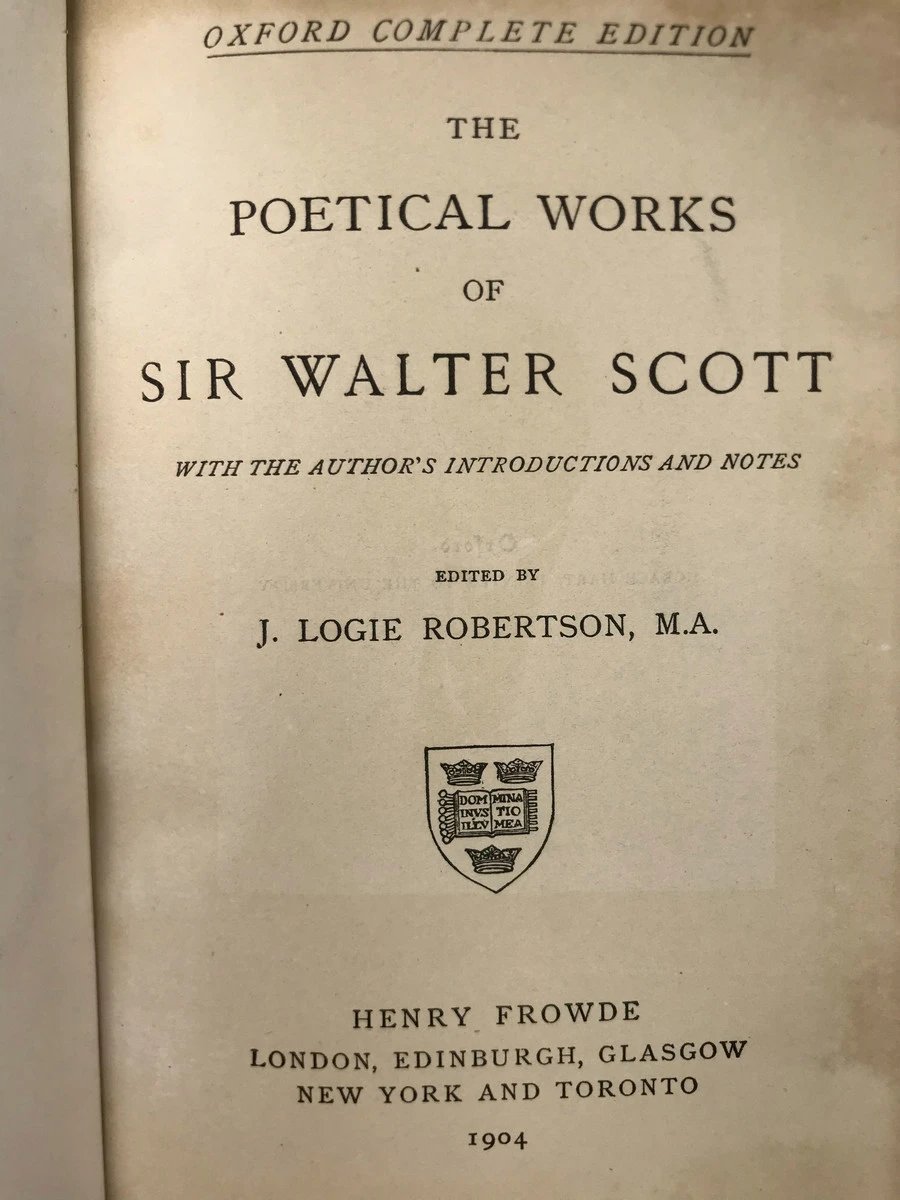 OXFORD COMPLETE EDITION
THE
POETICAL WORKS
OF
SIR WALTER SCOTT
WITH THE AUTHOR'S INTRODUCTIONS AND NOTES
EDITED BY
J. LOGIE ROBERTSON, M.A.
DOM MINA
INVS TIO
ILLV MEA
HENRY FROWDE
LONDON, EDINBURGH, GLASGOW
NEW YORK AND TORONTO
1904